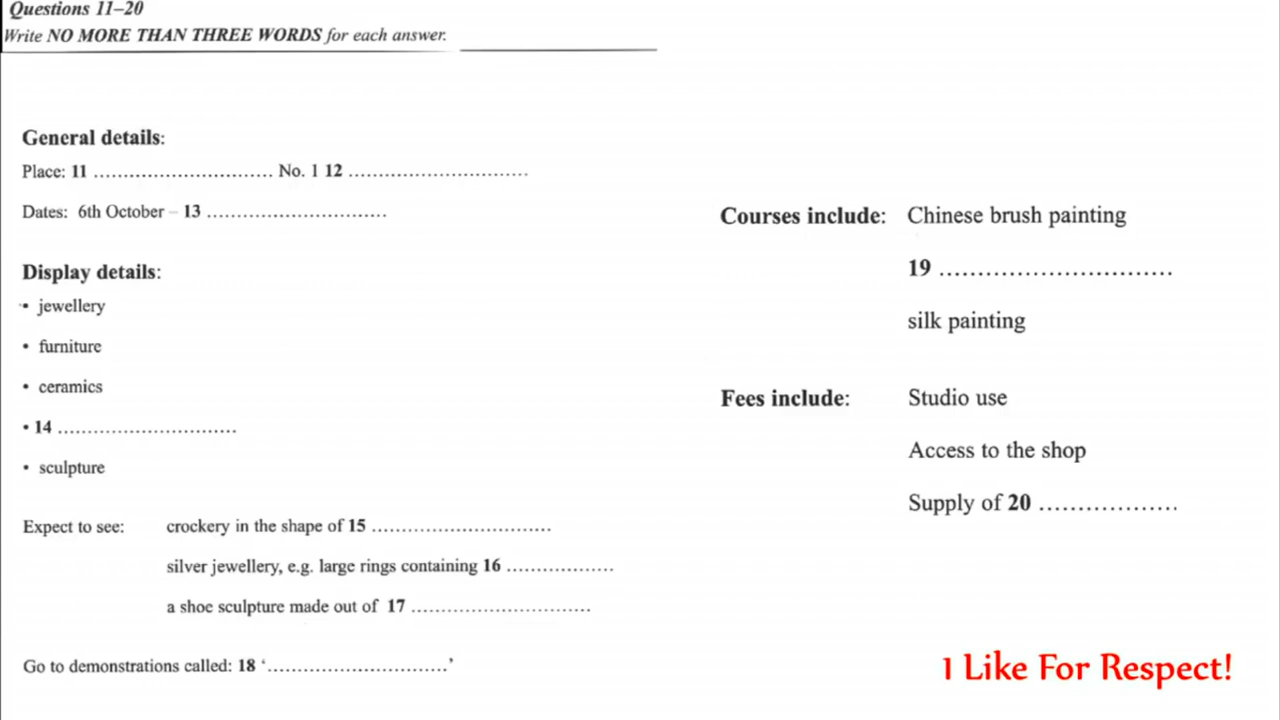 Questions 11–20
Write NO MORE THAN THREE WORDS for each answer.
General details:
Place: 11 .............................. No. 1 12 ..............................
Dates: 6th October – 13 ..............................
Display details:
• jewellery
• furniture
• ceramics
• 14 ..............................
• sculpture
Expect to see: crockery in the shape of 15 ..............................
silver jewellery, e.g. large rings containing 16 ..................
a shoe sculpture made out of 17 ..............................
Go to demonstrations called: 18 ‘..............................’
Courses include: Chinese brush painting
19 ..............................
silk painting
Fees include: Studio use
Access to the shop
Supply of 20 ..................
1 Like For Respect!